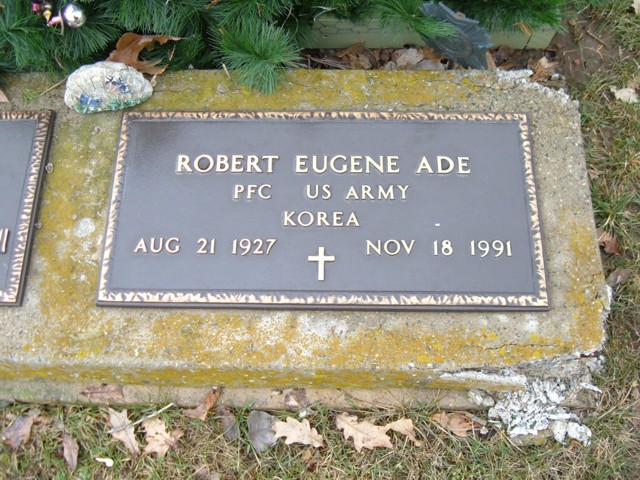 ROBERT EUGENE ADE
PFC US ARMY
KOREA
AUG 21 1927 NOV 18 1991